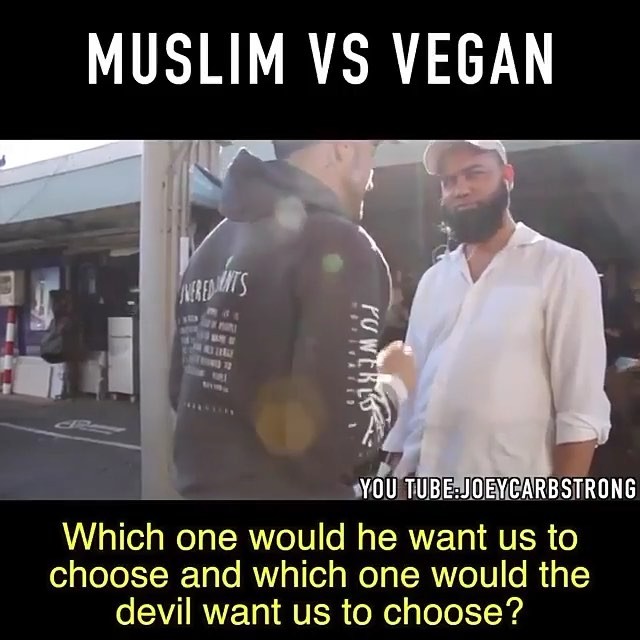 MUSLIM VS VEGAN
POWERED
YOU TUBE:JOEYCARBSTRONG
Which one would he want us to
choose and which one would the
devil want us to choose?